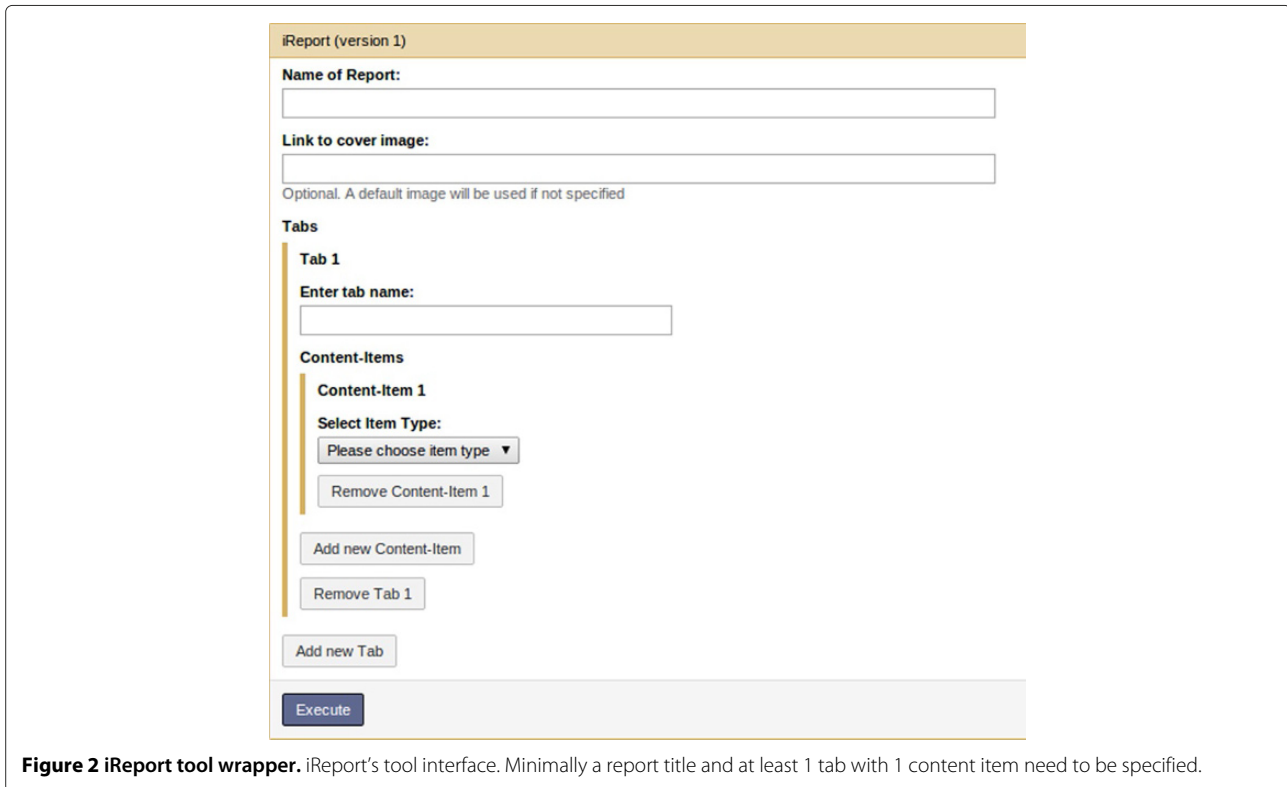 iReport (version 1)
Name of Report:
Link to cover image:
Optional. A default image will be used if not specified
Tabs
Tab 1
Enter tab name:
Content-Items
Content-Item 1
Select Item Type:
Please choose item type ▼
Remove Content-Item 1
Add new Content-Item
Remove Tab 1
Add new Tab
Execute
Figure 2 iReport tool wrapper. iReport's tool interface. Minimally a report title and at least 1 tab with 1 content item need to be specified.